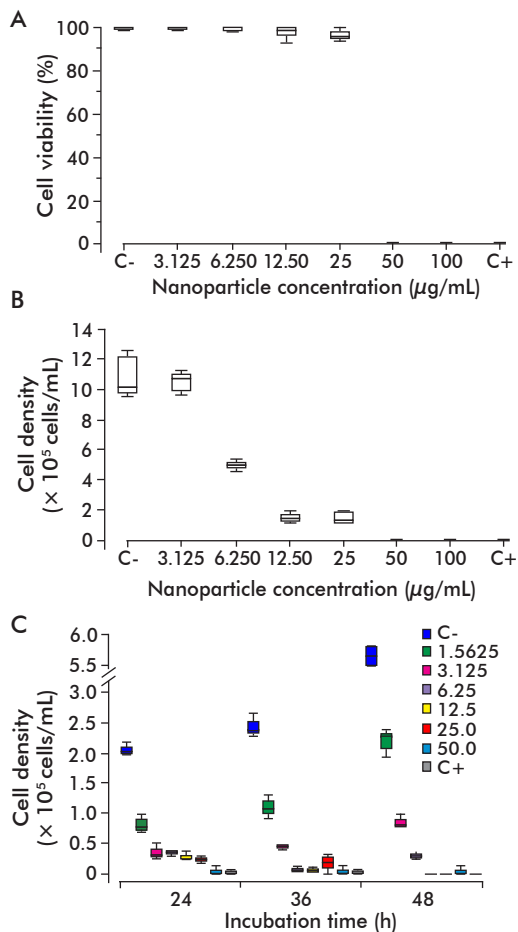 A
Cell viability (%)
100
80
60
40
20
0
C- 3.125 6.250 12.50 25 50 100 C+
Nanoparticle concentration (µg/mL)
B
Cell density
(× 10⁵ cells/mL)
14
12
10
8
6
4
2
0
C- 3.125 6.250 12.50 25 50 100 C+
Nanoparticle concentration (µg/mL)
C
Cell density
(× 10⁵ cells/mL)
6.0
5.5
3.0
2.5
2.0
1.5
1.0
0.5
0
C-
1.5625
3.125
6.25
12.5
25.0
50.0
C+
24 36 48
Incubation time (h)